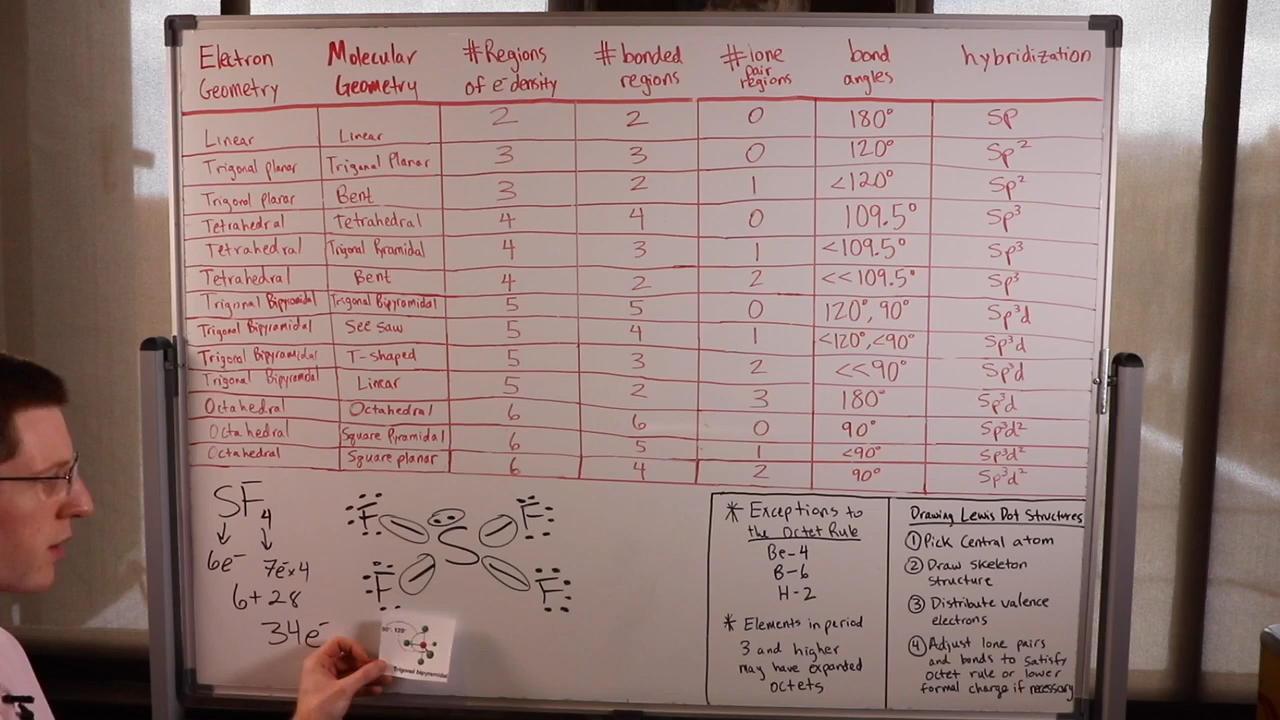 Electron Geometry | Molecular Geometry | # Regions of e⁻ density | # bonded regions | # lone pair regions | bond angles | hybridization
Linear | Linear | 2 | 2 | 0 | 180° | Sp
Trigonal planar | Trigonal Planar | 3 | 3 | 0 | 120° | Sp²
Trigonal planar | Bent | 3 | 2 | 1 | <120° | Sp²
Tetrahedral | Tetrahedral | 4 | 4 | 0 | 109.5° | Sp³
Tetrahedral | Trigonal Pyramidal | 4 | 3 | 1 | <109.5° | Sp³
Tetrahedral | Bent | 4 | 2 | 2 | <<109.5° | Sp³
Trigonal Bipyramidal | Trigonal Bipyramidal | 5 | 5 | 0 | 120°, 90° | Sp³d
Trigonal Bipyramidal | See saw | 5 | 4 | 1 | <120°, <90° | Sp³d
Trigonal Bipyramidal | T-shaped | 5 | 3 | 2 | <<90° | Sp³d
Trigonal Bipyramidal | Linear | 5 | 2 | 3 | 180° | Sp³d
Octahedral | Octahedral | 6 | 6 | 0 | 90° | Sp³d²
Octahedral | Square Pyramidal | 6 | 5 | 1 | <90° | Sp³d²
Octahedral | Square planar | 6 | 4 | 2 | 90° | Sp³d²
SF₄
6e⁻ 7e⁻x4
6+28
34e⁻
F F
S
F F
90°, 120°
Trigonal bipyramidal
* Exceptions to
the Octet Rule
Be-4
B-6
H-2
* Elements in period
3 and higher
may have expanded
octets
Drawing Lewis Dot Structures
① Pick Central atom
② Draw skeleton
structure
③ Distribute valence
electrons
④ Adjust lone pairs
and bonds to satisfy
octet rule or lower
formal charge if necessary